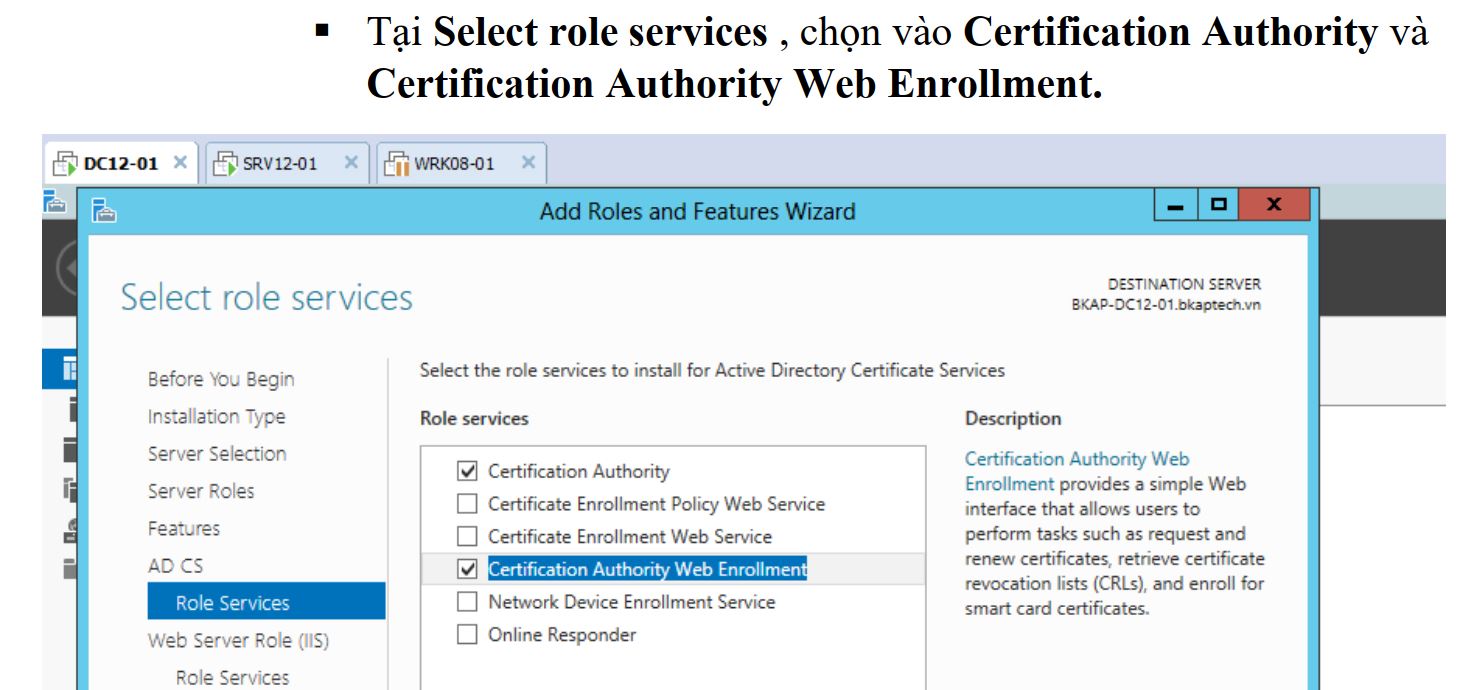 ▪ Tại Select role services , chọn vào Certification Authority và
Certification Authority Web Enrollment.
DC12-01
SRV12-01
WRK08-01
Add Roles and Features Wizard
Select role services
DESTINATION SERVER
BKAP-DC12-01.bkaptech.vn
Before You Begin
Installation Type
Server Selection
Server Roles
Features
AD CS
Role Services
Web Server Role (IIS)
Role Services
Select the role services to install for Active Directory Certificate Services
Role services
Certification Authority
Certificate Enrollment Policy Web Service
Certificate Enrollment Web Service
Certification Authority Web Enrollment
Network Device Enrollment Service
Online Responder
Description
Certification Authority Web
Enrollment provides a simple Web
interface that allows users to
perform tasks such as request and
renew certificates, retrieve certificate
revocation lists (CRLs), and enroll for
smart card certificates.